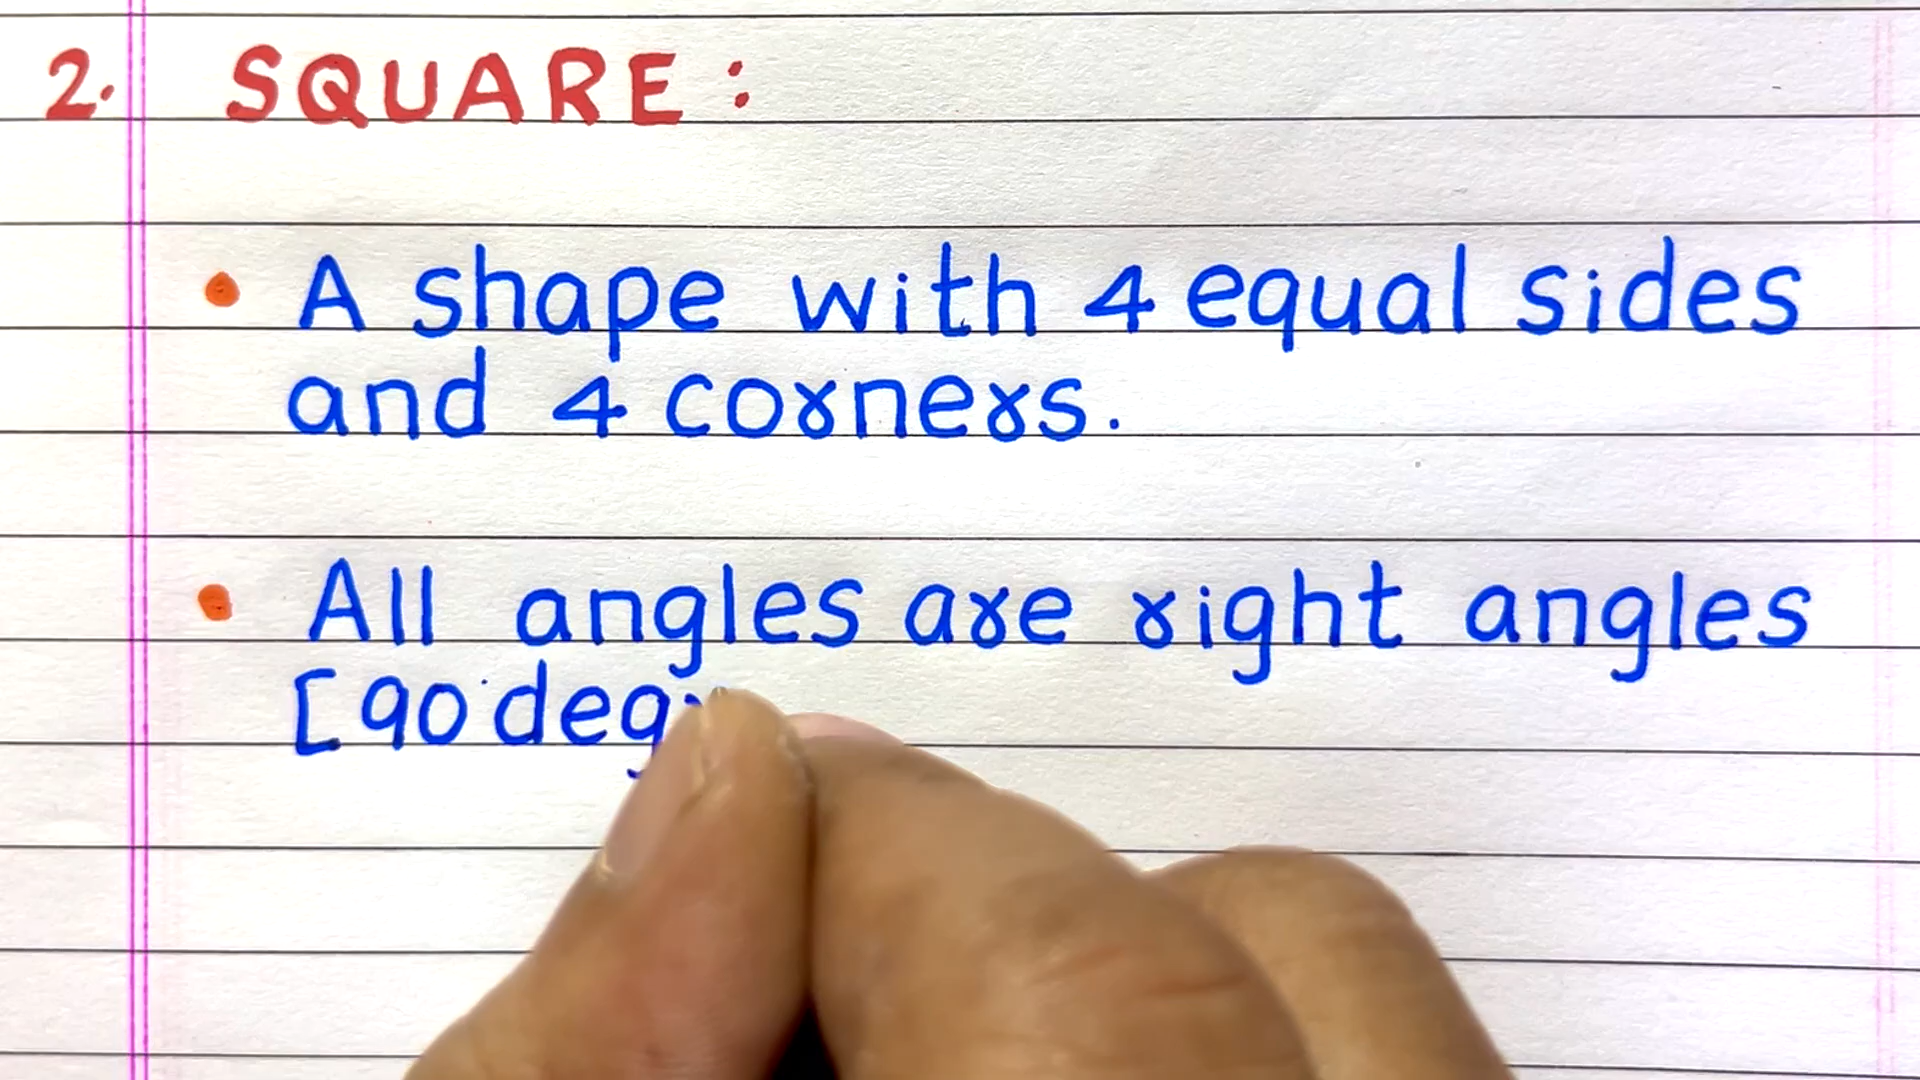 2. SQUARE :
• A shape with 4 equal sides
and 4 corners.
• All angles are right angles
[90 deg